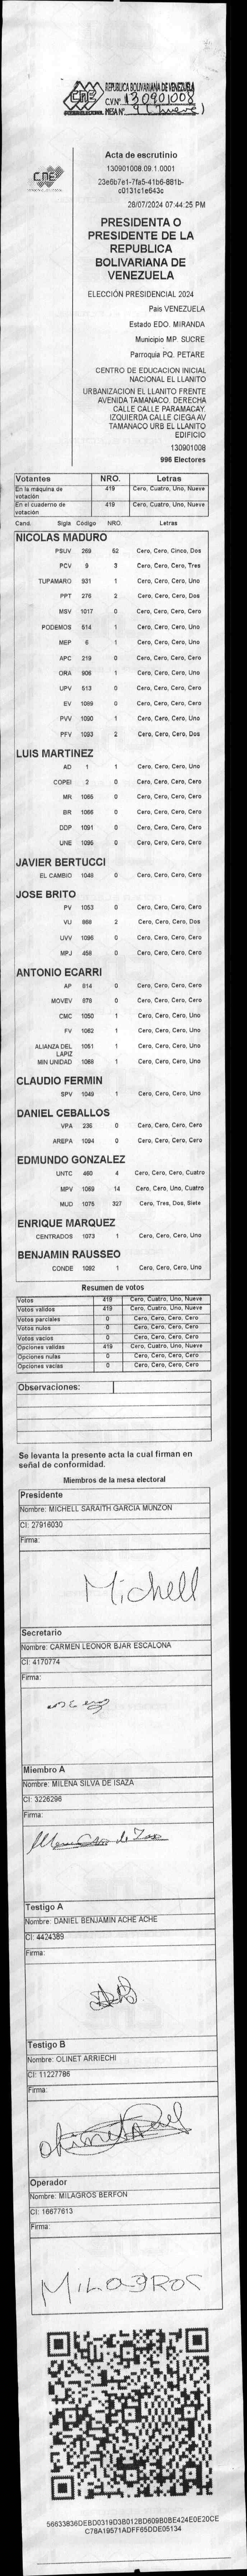 REPUBLICA BOLIVARIANA DE VENEZUELA
CNE
C.V.Nº 130901008
MESA Nº 9 (Nueve)
CNE
Acta de escrutinio
130901008.09.1.0001
28/07/2024 07:44:25 PM
PRESIDENTA O
PRESIDENTE DE LA
REPUBLICA
BOLIVARIANA DE
VENEZUELA
ELECCIÓN PRESIDENCIAL 2024
Pais VENEZUELA
Estado EDO. MIRANDA
Municipio MP. SUCRE
Parroquia PQ. PETARE
CENTRO DE EDUCACION INICIAL
NACIONAL EL LLANITO
URBANIZACION EL LLANITO FRENTE
AVENIDA TAMANACO. DERECHA
CALLE CALLE PARAMACAY.
IZQUIERDA CALLE CIEGA AV
TAMANACO URB EL LLANITO
EDIFICIO
130901008
996 Electores
Votantes NRO. Letras
En la máquina de votación 419 Cero, Cuatro, Uno, Nueve
En el cuaderno de votación 419 Cero, Cuatro, Uno, Nueve
Cand. Sigla Código NRO. Letras
NICOLAS MADURO
PSUV 269 52 Cero, Cero, Cinco, Dos
PCV 9 3 Cero, Cero, Cero, Tres
TUPAMARO 931 1 Cero, Cero, Cero, Uno
PPT 276 2 Cero, Cero, Cero, Dos
MSV 1017 0 Cero, Cero, Cero, Cero
PODEMOS 514 1 Cero, Cero, Cero, Uno
MEP 6 1 Cero, Cero, Cero, Uno
APC 219 0 Cero, Cero, Cero, Cero
ORA 906 1 Cero, Cero, Cero, Uno
UPV 513 0 Cero, Cero, Cero, Cero
EV 1089 0 Cero, Cero, Cero, Cero
PVV 1090 1 Cero, Cero, Cero, Uno
PFV 1093 2 Cero, Cero, Cero, Dos
LUIS MARTINEZ
AD 1 1 Cero, Cero, Cero, Uno
COPEI 2 0 Cero, Cero, Cero, Cero
MR 1065 0 Cero, Cero, Cero, Cero
BR 1066 0 Cero, Cero, Cero, Cero
DDP 1091 0 Cero, Cero, Cero, Cero
UNE 1095 0 Cero, Cero, Cero, Cero
JAVIER BERTUCCI
EL CAMBIO 1048 0 Cero, Cero, Cero, Cero
JOSE BRITO
PV 1053 0 Cero, Cero, Cero, Cero
VU 868 2 Cero, Cero, Cero, Dos
UVV 1096 0 Cero, Cero, Cero, Cero
MPJ 458 0 Cero, Cero, Cero, Cero
ANTONIO ECARRI
AP 814 0 Cero, Cero, Cero, Cero
MOVEV 878 0 Cero, Cero, Cero, Cero
CMC 1050 1 Cero, Cero, Cero, Uno
FV 1062 1 Cero, Cero, Cero, Uno
ALIANZA DEL LAPIZ 1051 1 Cero, Cero, Cero, Uno
MIN UNIDAD 1088 1 Cero, Cero, Cero, Uno
CLAUDIO FERMIN
SPV 1049 1 Cero, Cero, Cero, Uno
DANIEL CEBALLOS
VPA 236 0 Cero, Cero, Cero, Cero
AREPA 1094 0 Cero, Cero, Cero, Cero
EDMUNDO GONZALEZ
UNTC 460 4 Cero, Cero, Cero, Cuatro
MPV 1069 14 Cero, Cero, Uno, Cuatro
MUD 1075 327 Cero, Tres, Dos, Siete
ENRIQUE MARQUEZ
CENTRADOS 1073 1 Cero, Cero, Cero, Uno
BENJAMIN RAUSSEO
CONDE 1092 1 Cero, Cero, Cero, Uno
Resumen de votos
Votos 419 Cero, Cuatro, Uno, Nueve
Votos validos 419 Cero, Cuatro, Uno, Nueve
Votos parciales 0 Cero, Cero, Cero, Cero
Votos nulos 0 Cero, Cero, Cero, Cero
Votos vacios 0 Cero, Cero, Cero, Cero
Opciones validas 419 Cero, Cuatro, Uno, Nueve
Opciones nulas 0 Cero, Cero, Cero, Cero
Opciones vacias 0 Cero, Cero, Cero, Cero
Observaciones:
Se levanta la presente acta la cual firman en
señal de conformidad.
Miembros de la mesa electoral
Presidente
Nombre: MICHELL SARAITH GARCIA MUNZON
CI: 27916030
Firma:
Michell
Secretario
Nombre: CARMEN LEONOR BJAR ESCALONA
CI: 4170774
Firma:
Miembro A
Nombre: MILENA SILVA DE ISAZA
CI: 3226296
Firma:
Testigo A
Nombre: DANIEL BENJAMIN ACHE ACHE
CI: 4424389
Firma:
Testigo B
Nombre: OLINET ARRIECHI
CI: 11227786
Firma:
Operador
Nombre: MILAGROS BERFON
CI: 16677613
Firma:
MILAGROS